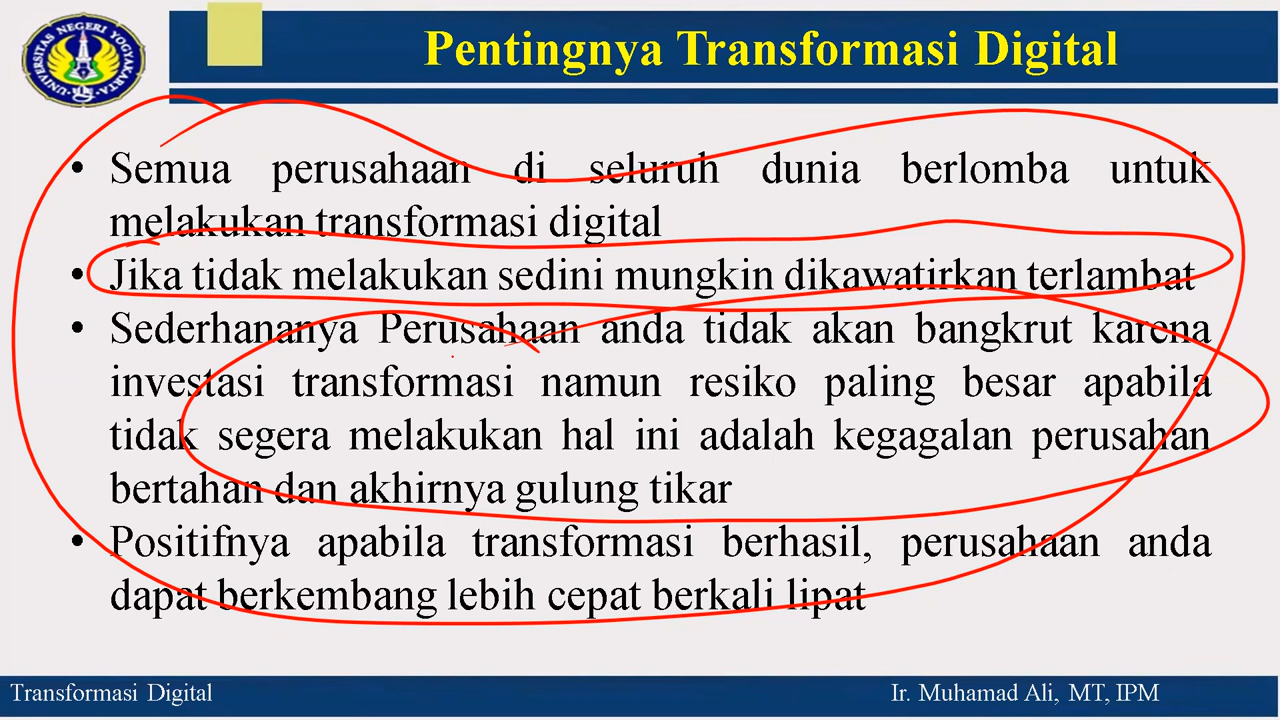 UNIVERSITAS NEGERI YOGYAKARTA
Pentingnya Transformasi Digital
• Semua perusahaan di seluruh dunia berlomba untuk
melakukan transformasi digital
• Jika tidak melakukan sedini mungkin dikawatirkan terlambat
• Sederhananya Perusahaan anda tidak akan bangkrut karena
investasi transformasi namun resiko paling besar apabila
tidak segera melakukan hal ini adalah kegagalan perusahan
bertahan dan akhirnya gulung tikar
• Positifnya apabila transformasi berhasil, perusahaan anda
dapat berkembang lebih cepat berkali lipat
Transformasi Digital
Ir. Muhamad Ali, MT, IPM